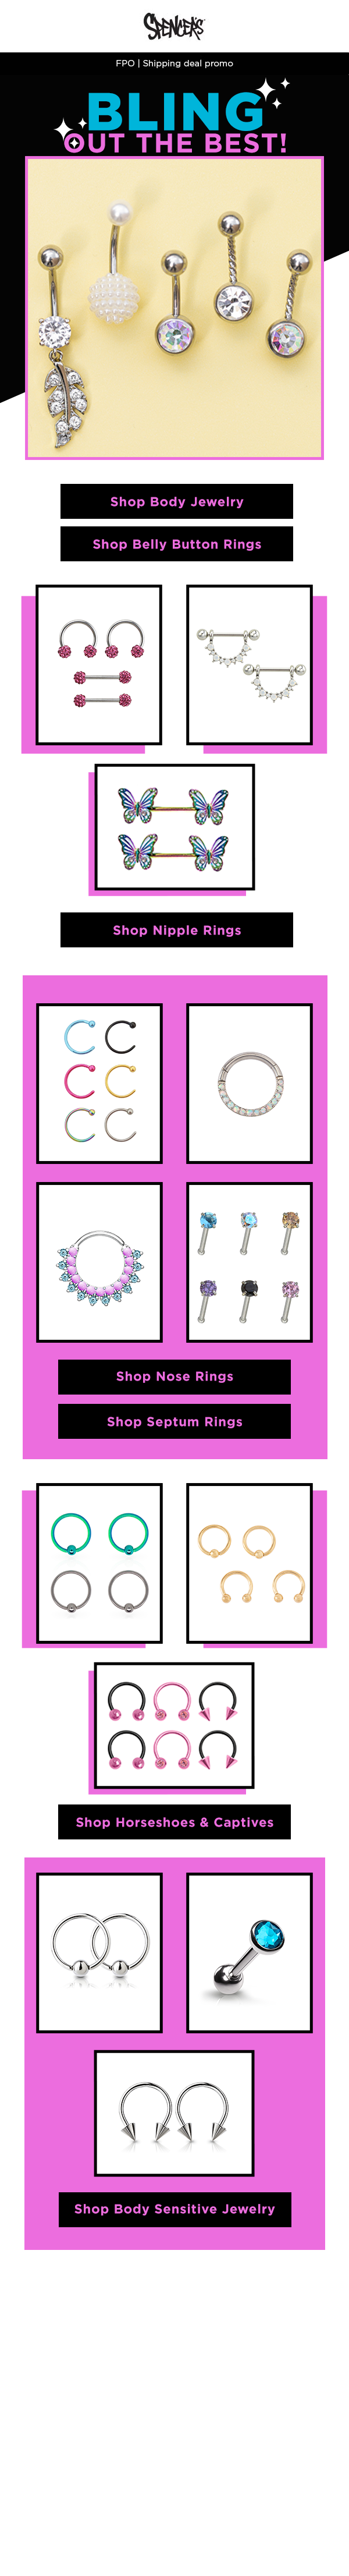 SPENCER'S
FPO | Shipping deal promo
BLING
OUT THE BEST!
Shop Body Jewelry
Shop Belly Button Rings
Shop Nipple Rings
Shop Nose Rings
Shop Septum Rings
Shop Horseshoes & Captives
Shop Body Sensitive Jewelry